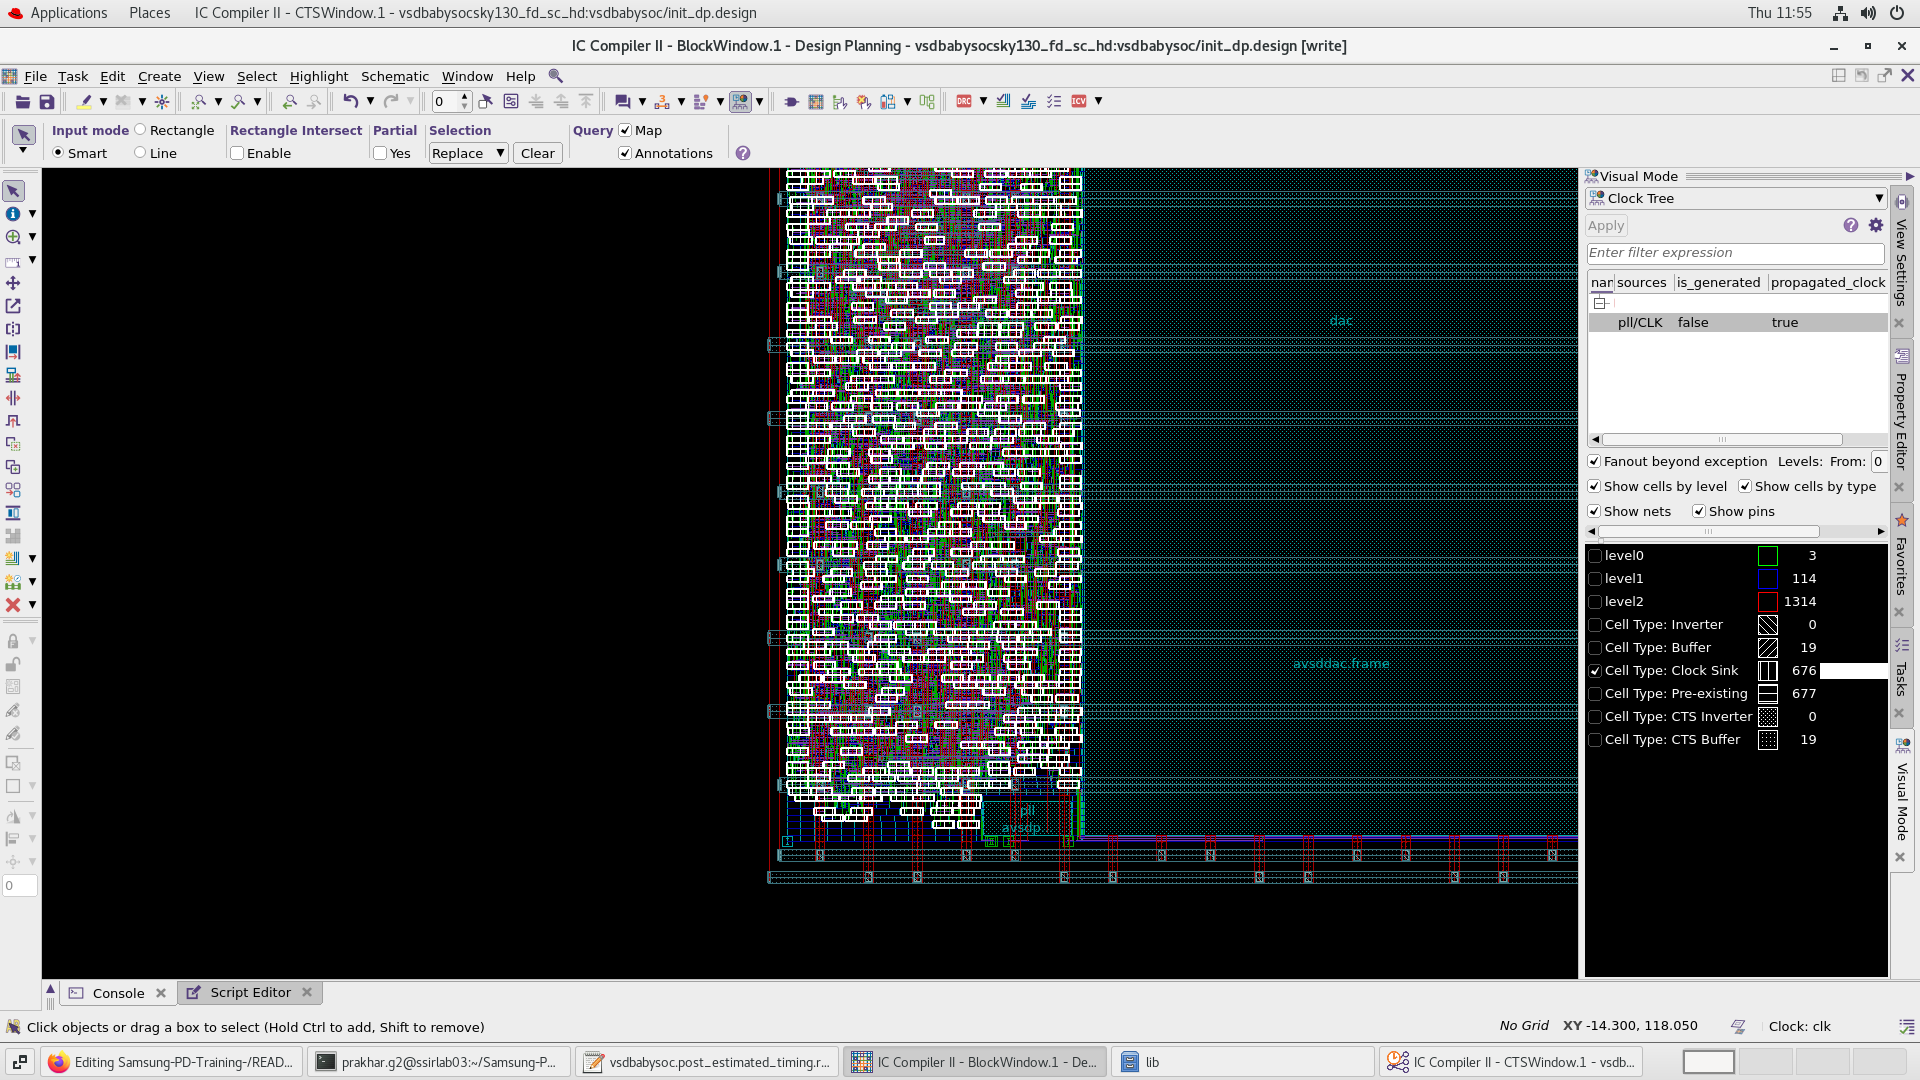 Applications Places IC Compiler II - CTSWindow.1 - vsdbabysocsky130_fd_sc_hd:vsdbabysoc/init_dp.design Thu 11:55
IC Compiler II - BlockWindow.1 - Design Planning - vsdbabysocsky130_fd_sc_hd:vsdbabysoc/init_dp.design [write]
File Task Edit Create View Select Highlight Schematic Window Help
0 DRC ICV
Input mode Rectangle Rectangle Intersect Partial Selection Query Map
Smart Line Enable Yes Replace Clear Annotations
Visual Mode
Clock Tree
Apply
Enter filter expression
nar sources is_generated propagated_clock
pll/CLK false true
Fanout beyond exception Levels: From: 0
Show cells by level Show cells by type
Show nets Show pins
level0 3
level1 114
level2 1314
Cell Type: Inverter 0
Cell Type: Buffer 19
Cell Type: Clock Sink 676
Cell Type: Pre-existing 677
Cell Type: CTS Inverter 0
Cell Type: CTS Buffer 19
View Settings
Property Editor
Favorites
Tasks
Visual Mode
dac
avsddac.frame
pll
avsdp...
0
Console Script Editor
Click objects or drag a box to select (Hold Ctrl to add, Shift to remove) No Grid XY -14.300, 118.050 Clock: clk
Editing Samsung-PD-Training-/READ... prakhar.g2@ssirlab03:~/Samsung-P... vsdbabysoc.post_estimated_timing.r... IC Compiler II - BlockWindow.1 - De... lib IC Compiler II - CTSWindow.1 - vsdb...